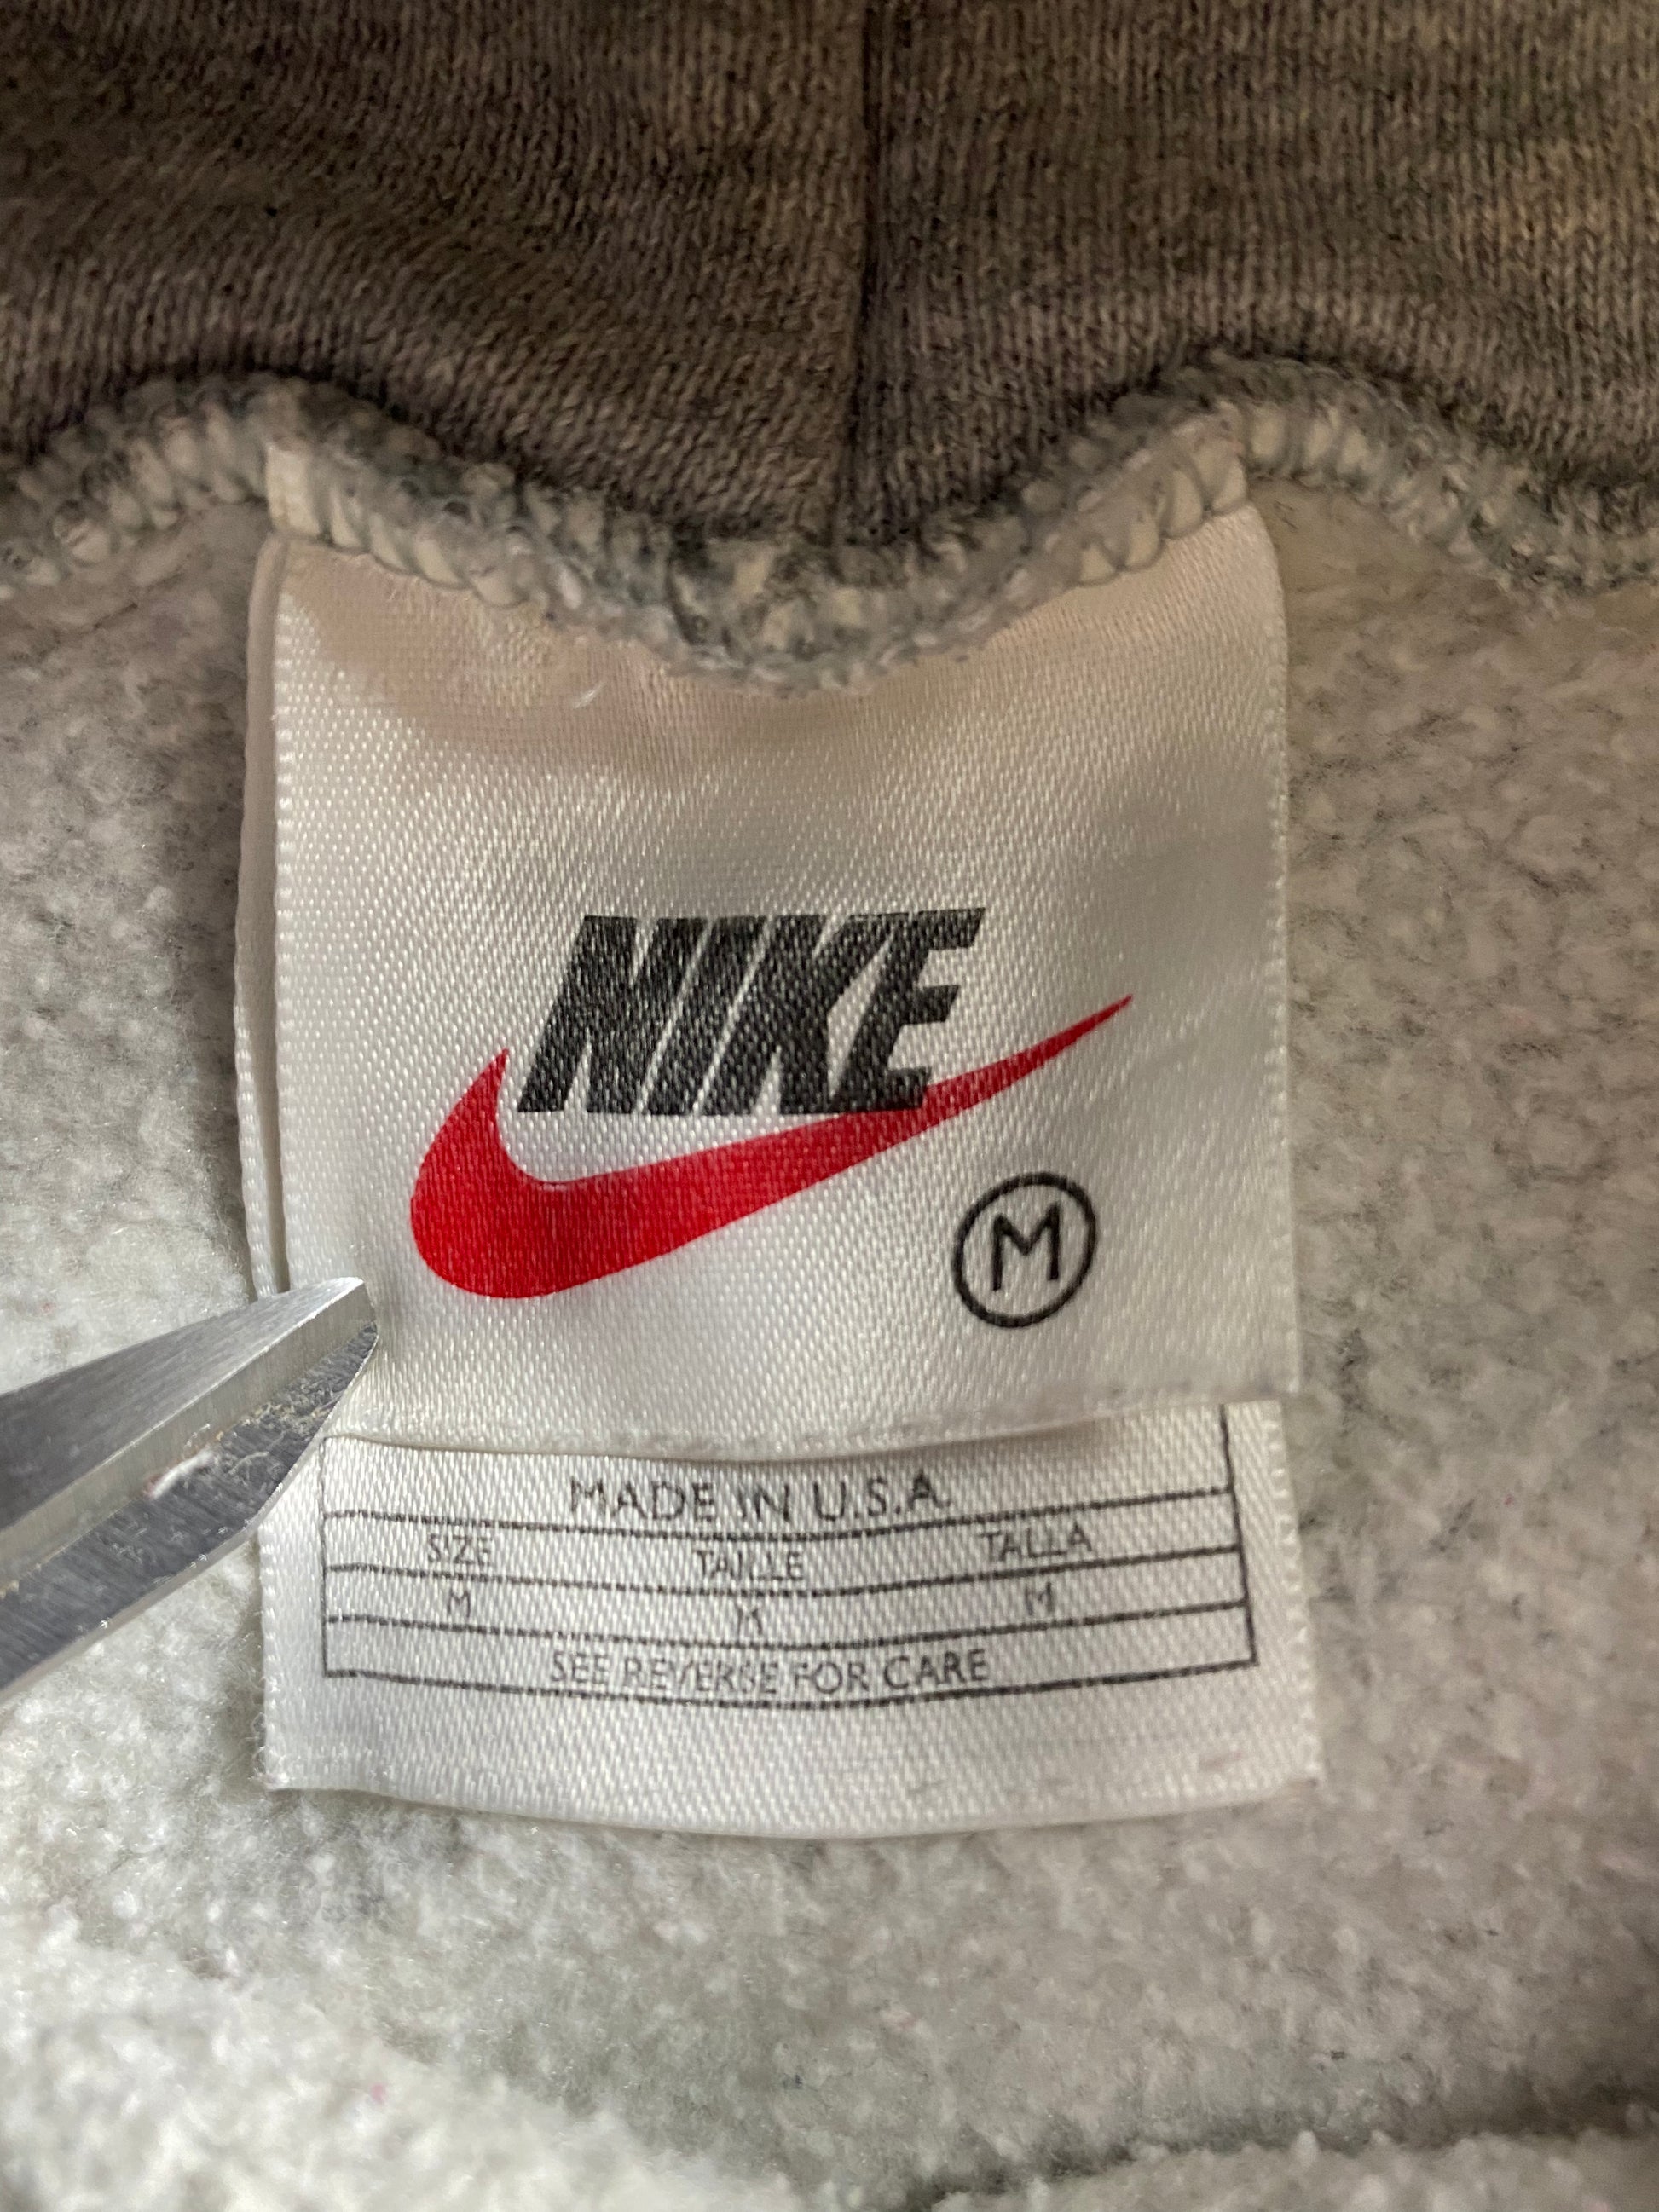 NIKE
M
MADE IN U.S.A.
SIZE TAILLE TALLA
M M M
SEE REVERSE FOR CARE